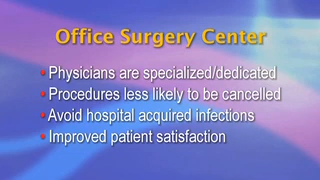 Office Surgery Center
• Physicians are specialized/dedicated
• Procedures less likely to be cancelled
• Avoid hospital acquired infections
• Improved patient satisfaction